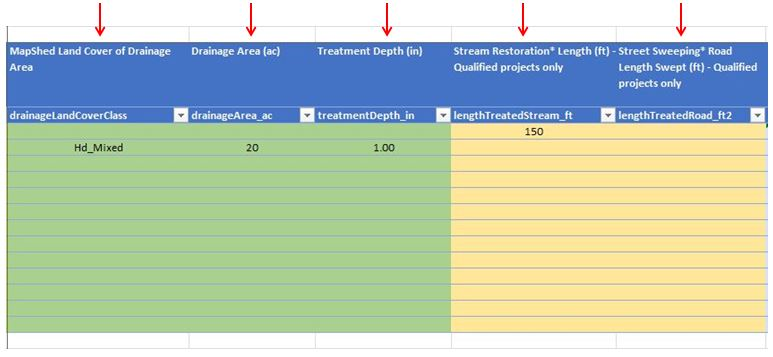 MapShed Land Cover of Drainage Area
Drainage Area (ac)
Treatment Depth (in)
Stream Restoration* Length (ft) - Qualified projects only
Street Sweeping* Road Length Swept (ft) - Qualified projects only
drainageLandCoverClass
drainageArea_ac
treatmentDepth_in
lengthTreatedStream_ft
lengthTreatedRoad_ft2
150
Hd_Mixed
20
1.00